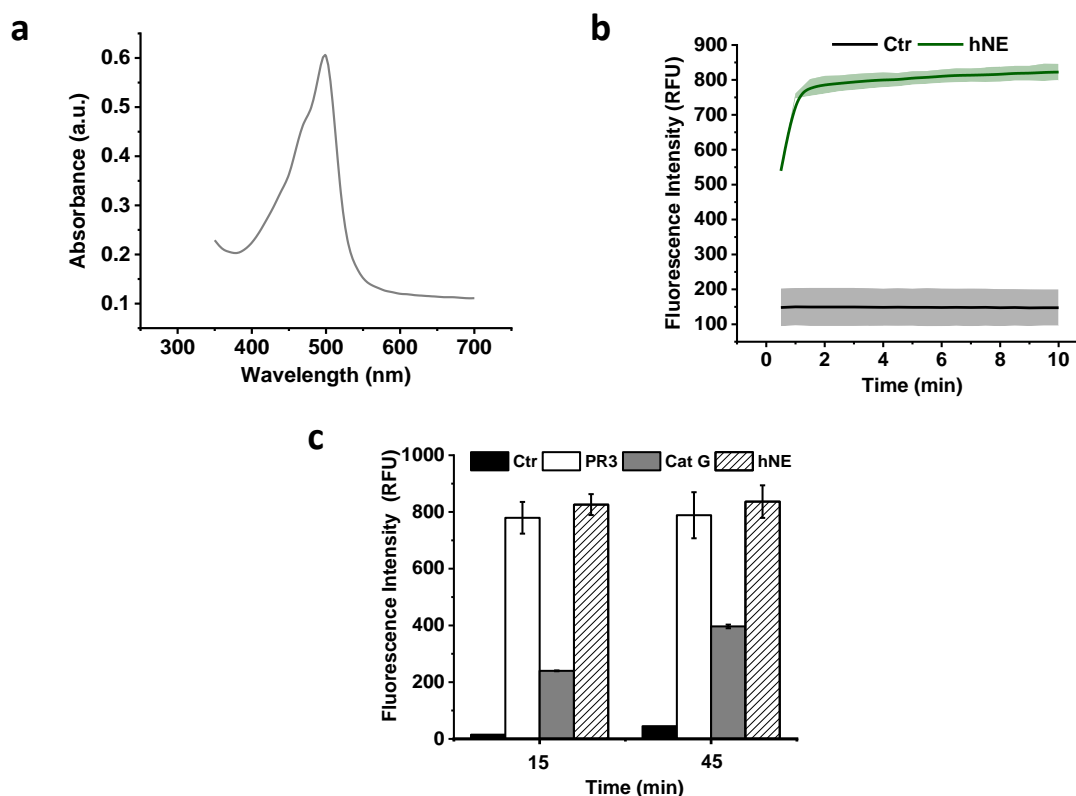 a
Absorbance (a.u.)
0.6
0.5
0.4
0.3
0.2
0.1
300 400 500 600 700
Wavelength (nm)
b
Ctr hNE
Fluorescence Intensity (RFU)
900
800
700
600
500
400
300
200
100
0 2 4 6 8 10
Time (min)
c
Ctr PR3 Cat G hNE
Fluorescence Intensity (RFU)
1000
800
600
400
200
0
15 45
Time (min)